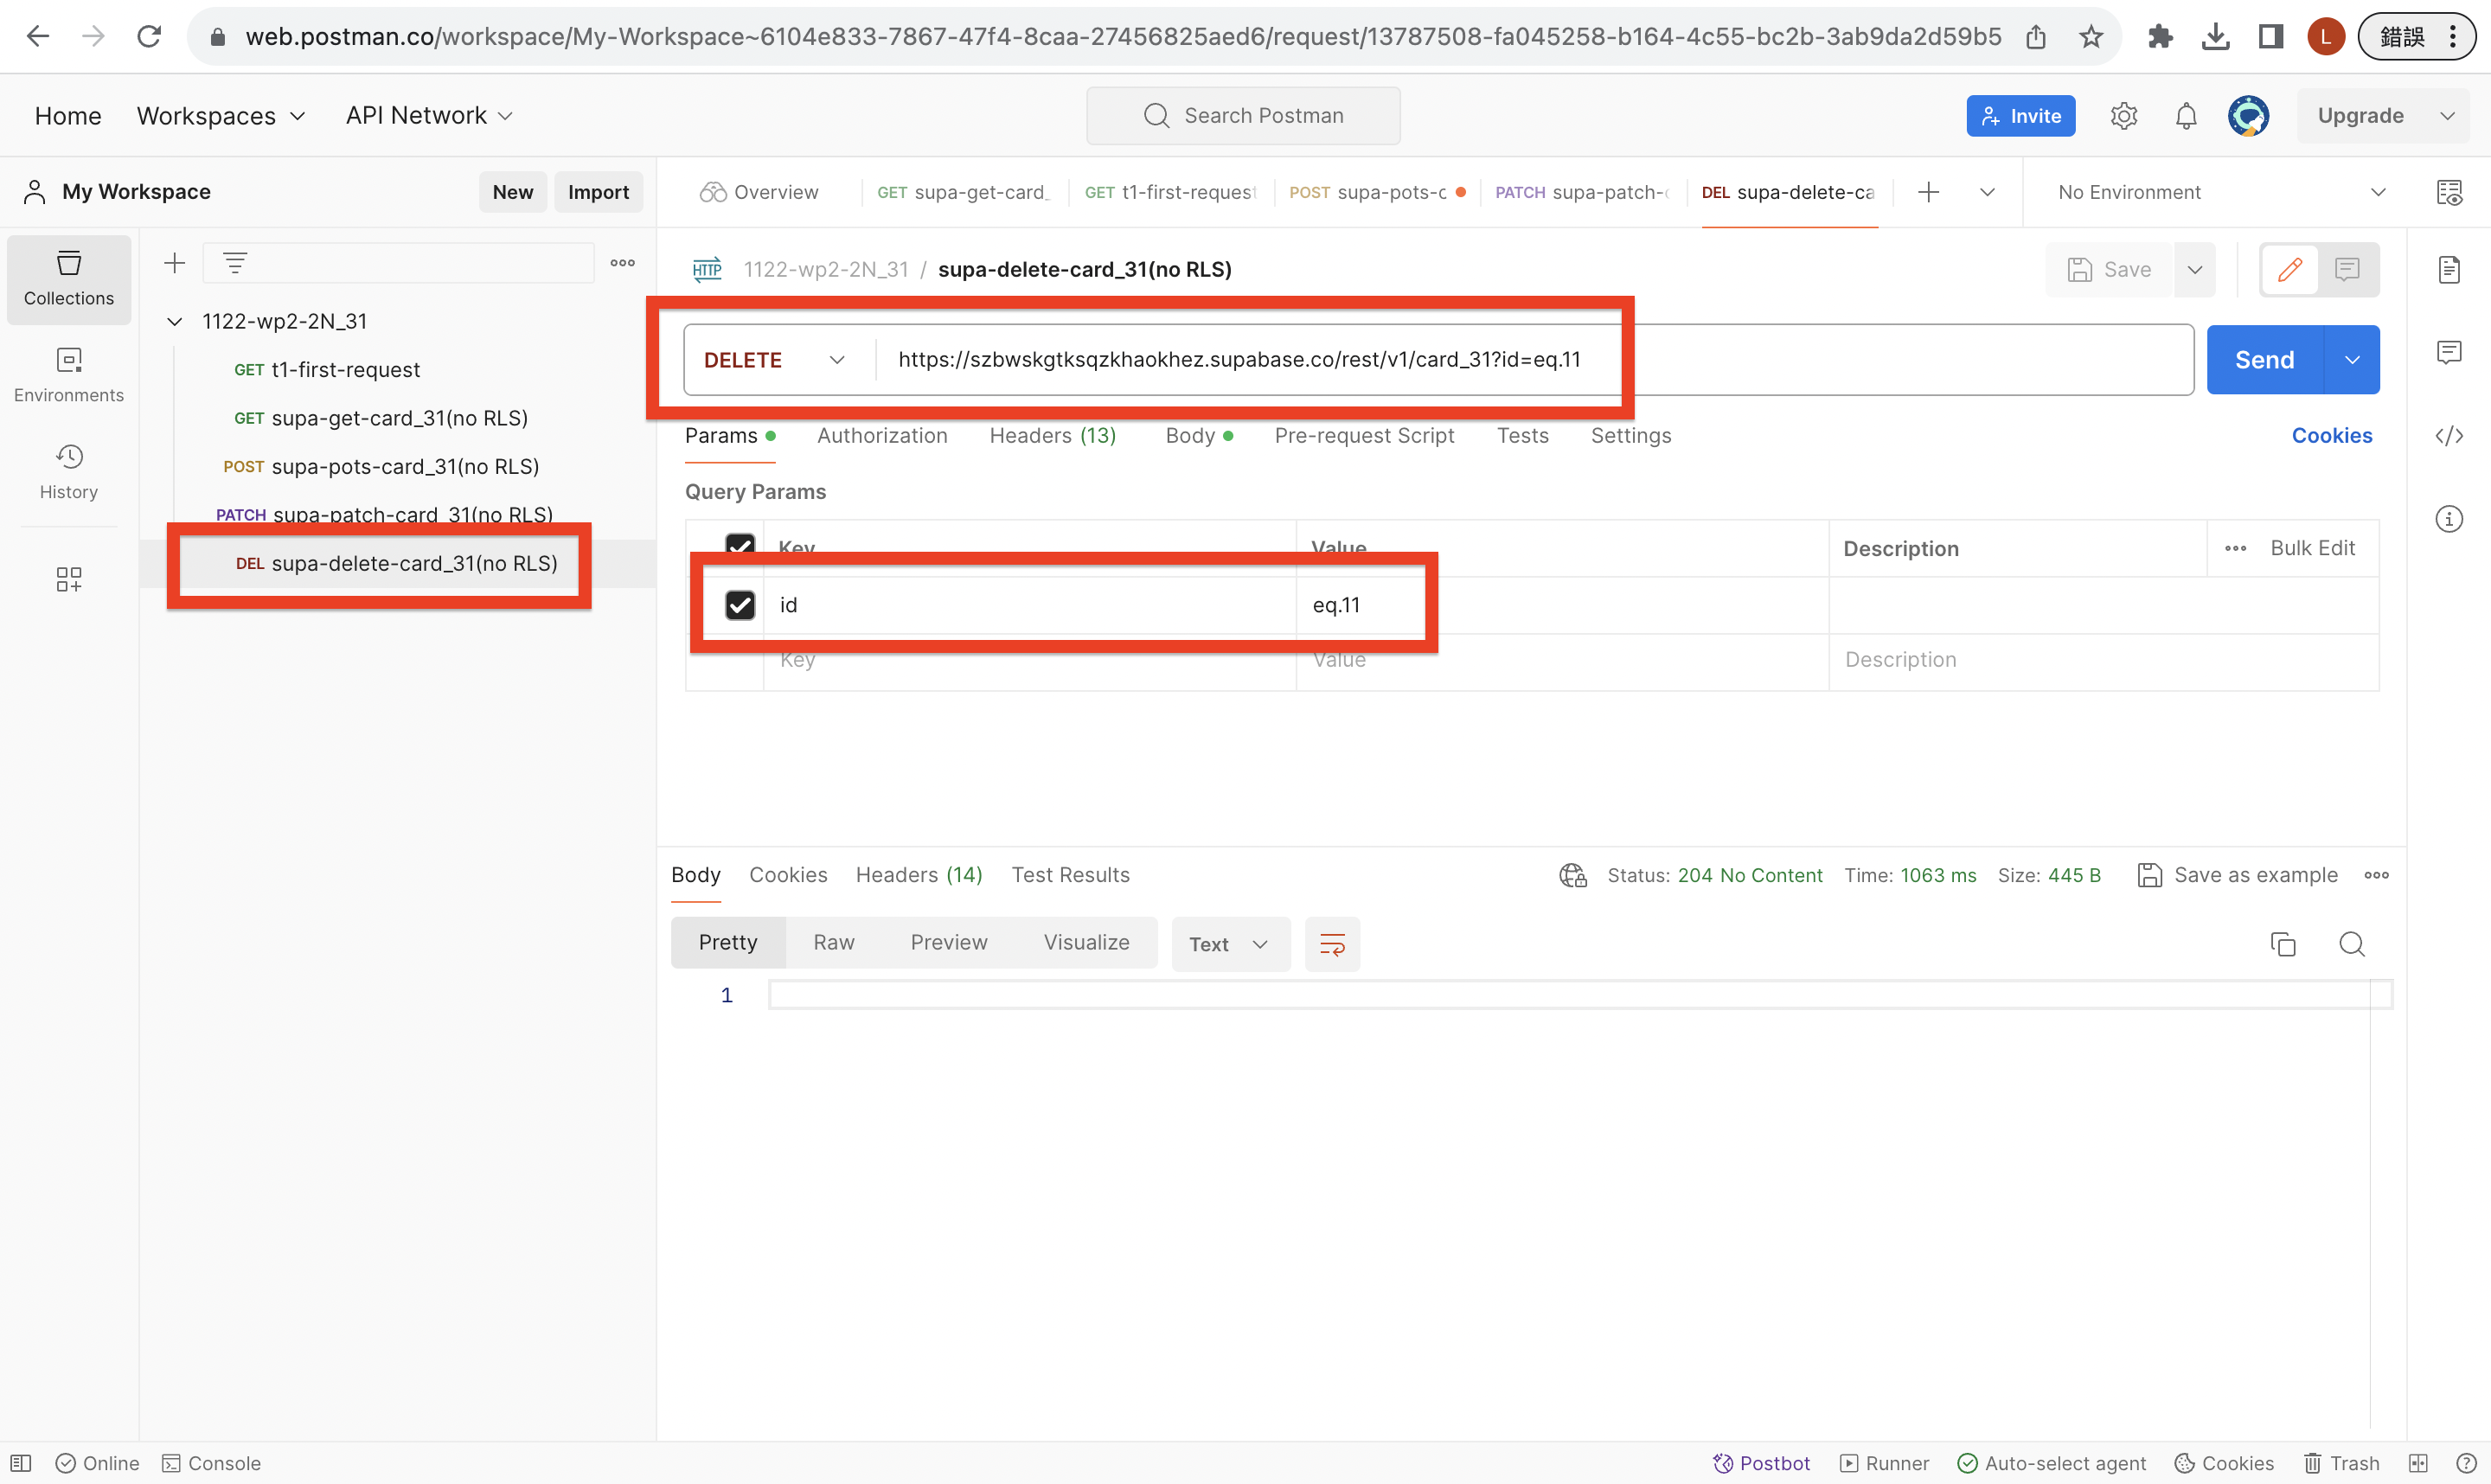 web.postman.co/workspace/My-Workspace~6104e833-7867-47f4-8caa-27456825aed6/request/13787508-fa045258-b164-4c55-bc2b-3ab9da2d59b5 L 錯誤
Home Workspaces API Network Search Postman Invite Upgrade
My Workspace New Import Overview GET supa-get-card_ GET t1-first-request POST supa-pots-c PATCH supa-patch-c DEL supa-delete-ca No Environment
Collections
HTTP 1122-wp2-2N_31 / supa-delete-card_31(no RLS) Save
1122-wp2-2N_31
GET t1-first-request
GET supa-get-card_31(no RLS)
POST supa-pots-card_31(no RLS)
PATCH supa-patch-card_31(no RLS)
DEL supa-delete-card_31(no RLS)
Environments
History
DELETE https://szbwskgtksqzkhaokhez.supabase.co/rest/v1/card_31?id=eq.11 Send
Params Authorization Headers (13) Body Pre-request Script Tests Settings Cookies
Query Params
Key Value Description Bulk Edit
id eq.11
Key Value Description
Body Cookies Headers (14) Test Results Status: 204 No Content Time: 1063 ms Size: 445 B Save as example
Pretty Raw Preview Visualize Text
1
Online Console Postbot Runner Auto-select agent Cookies Trash